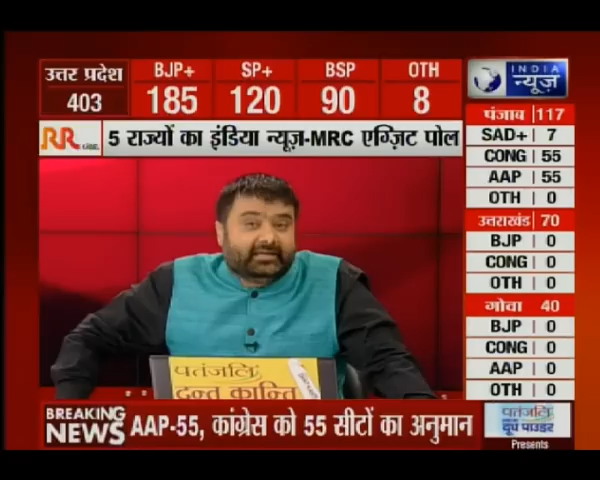 उत्तर प्रदेश
403
BJP+ SP+ BSP OTH
185 120 90 8
INDIA
न्यूज़
RR
5 राज्यों का इंडिया न्यूज़-MRC एग्ज़िट पोल
पंजाब 117
SAD+ 7
CONG 55
AAP 55
OTH 0
उत्तराखंड 70
BJP 0
CONG 0
OTH 0
गोवा 40
BJP 0
CONG 0
AAP 0
OTH 0
पतंजलि
दन्त कान्ति
BREAKING
NEWS
AAP-55, कांग्रेस को 55 सीटों का अनुमान
पतंजलि
धूप पाउडर
Presents